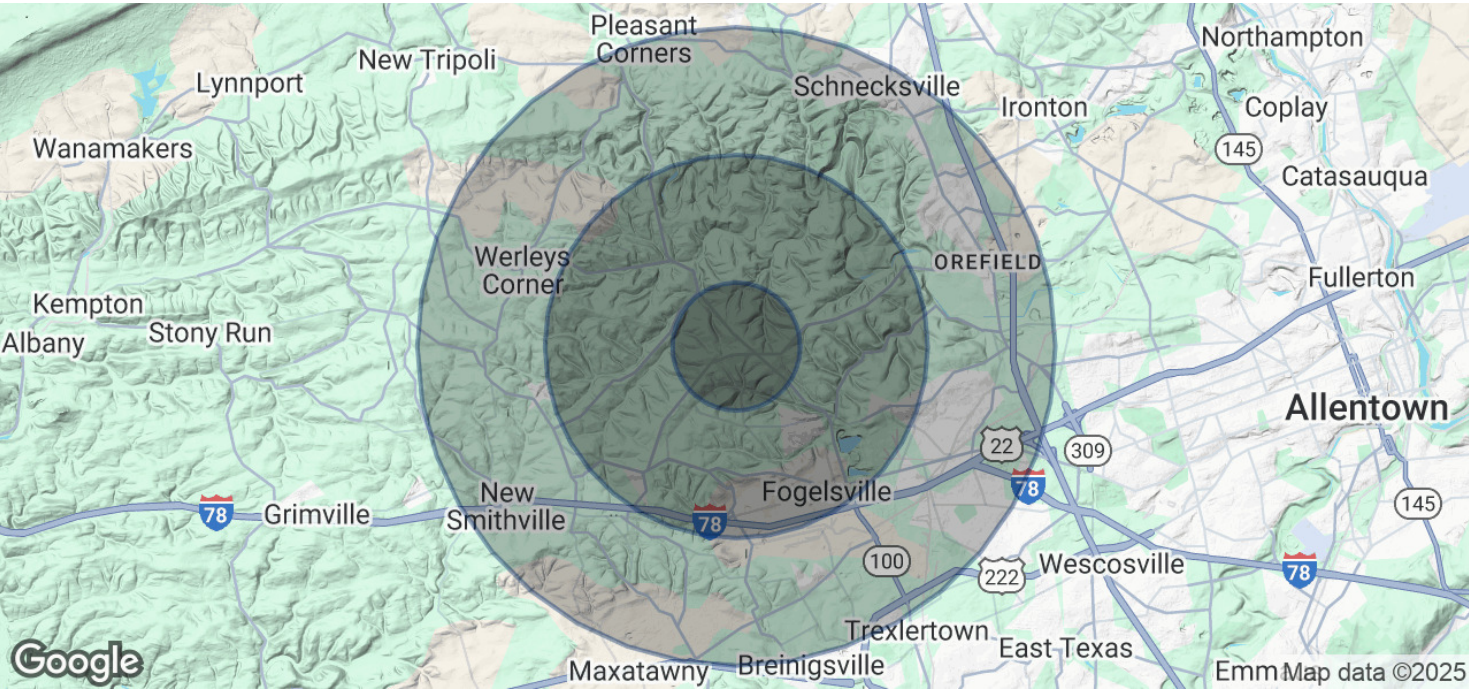 Pleasant
Corners
Northampton
New Tripoli
Lynnport
Schnecksville
Ironton
Coplay
Wanamakers
145
Catasauqua
Werleys
Corner
OREFIELD
Fullerton
Kempton
Stony Run
Albany
Allentown
22
309
New
Smithville
Fogelsville
78
78
Grimville
78
145
100
222
Wescosville
78
Trexlertown
East Texas
Maxatawny
Breinigsville
Google
Emma
Map data ©2025